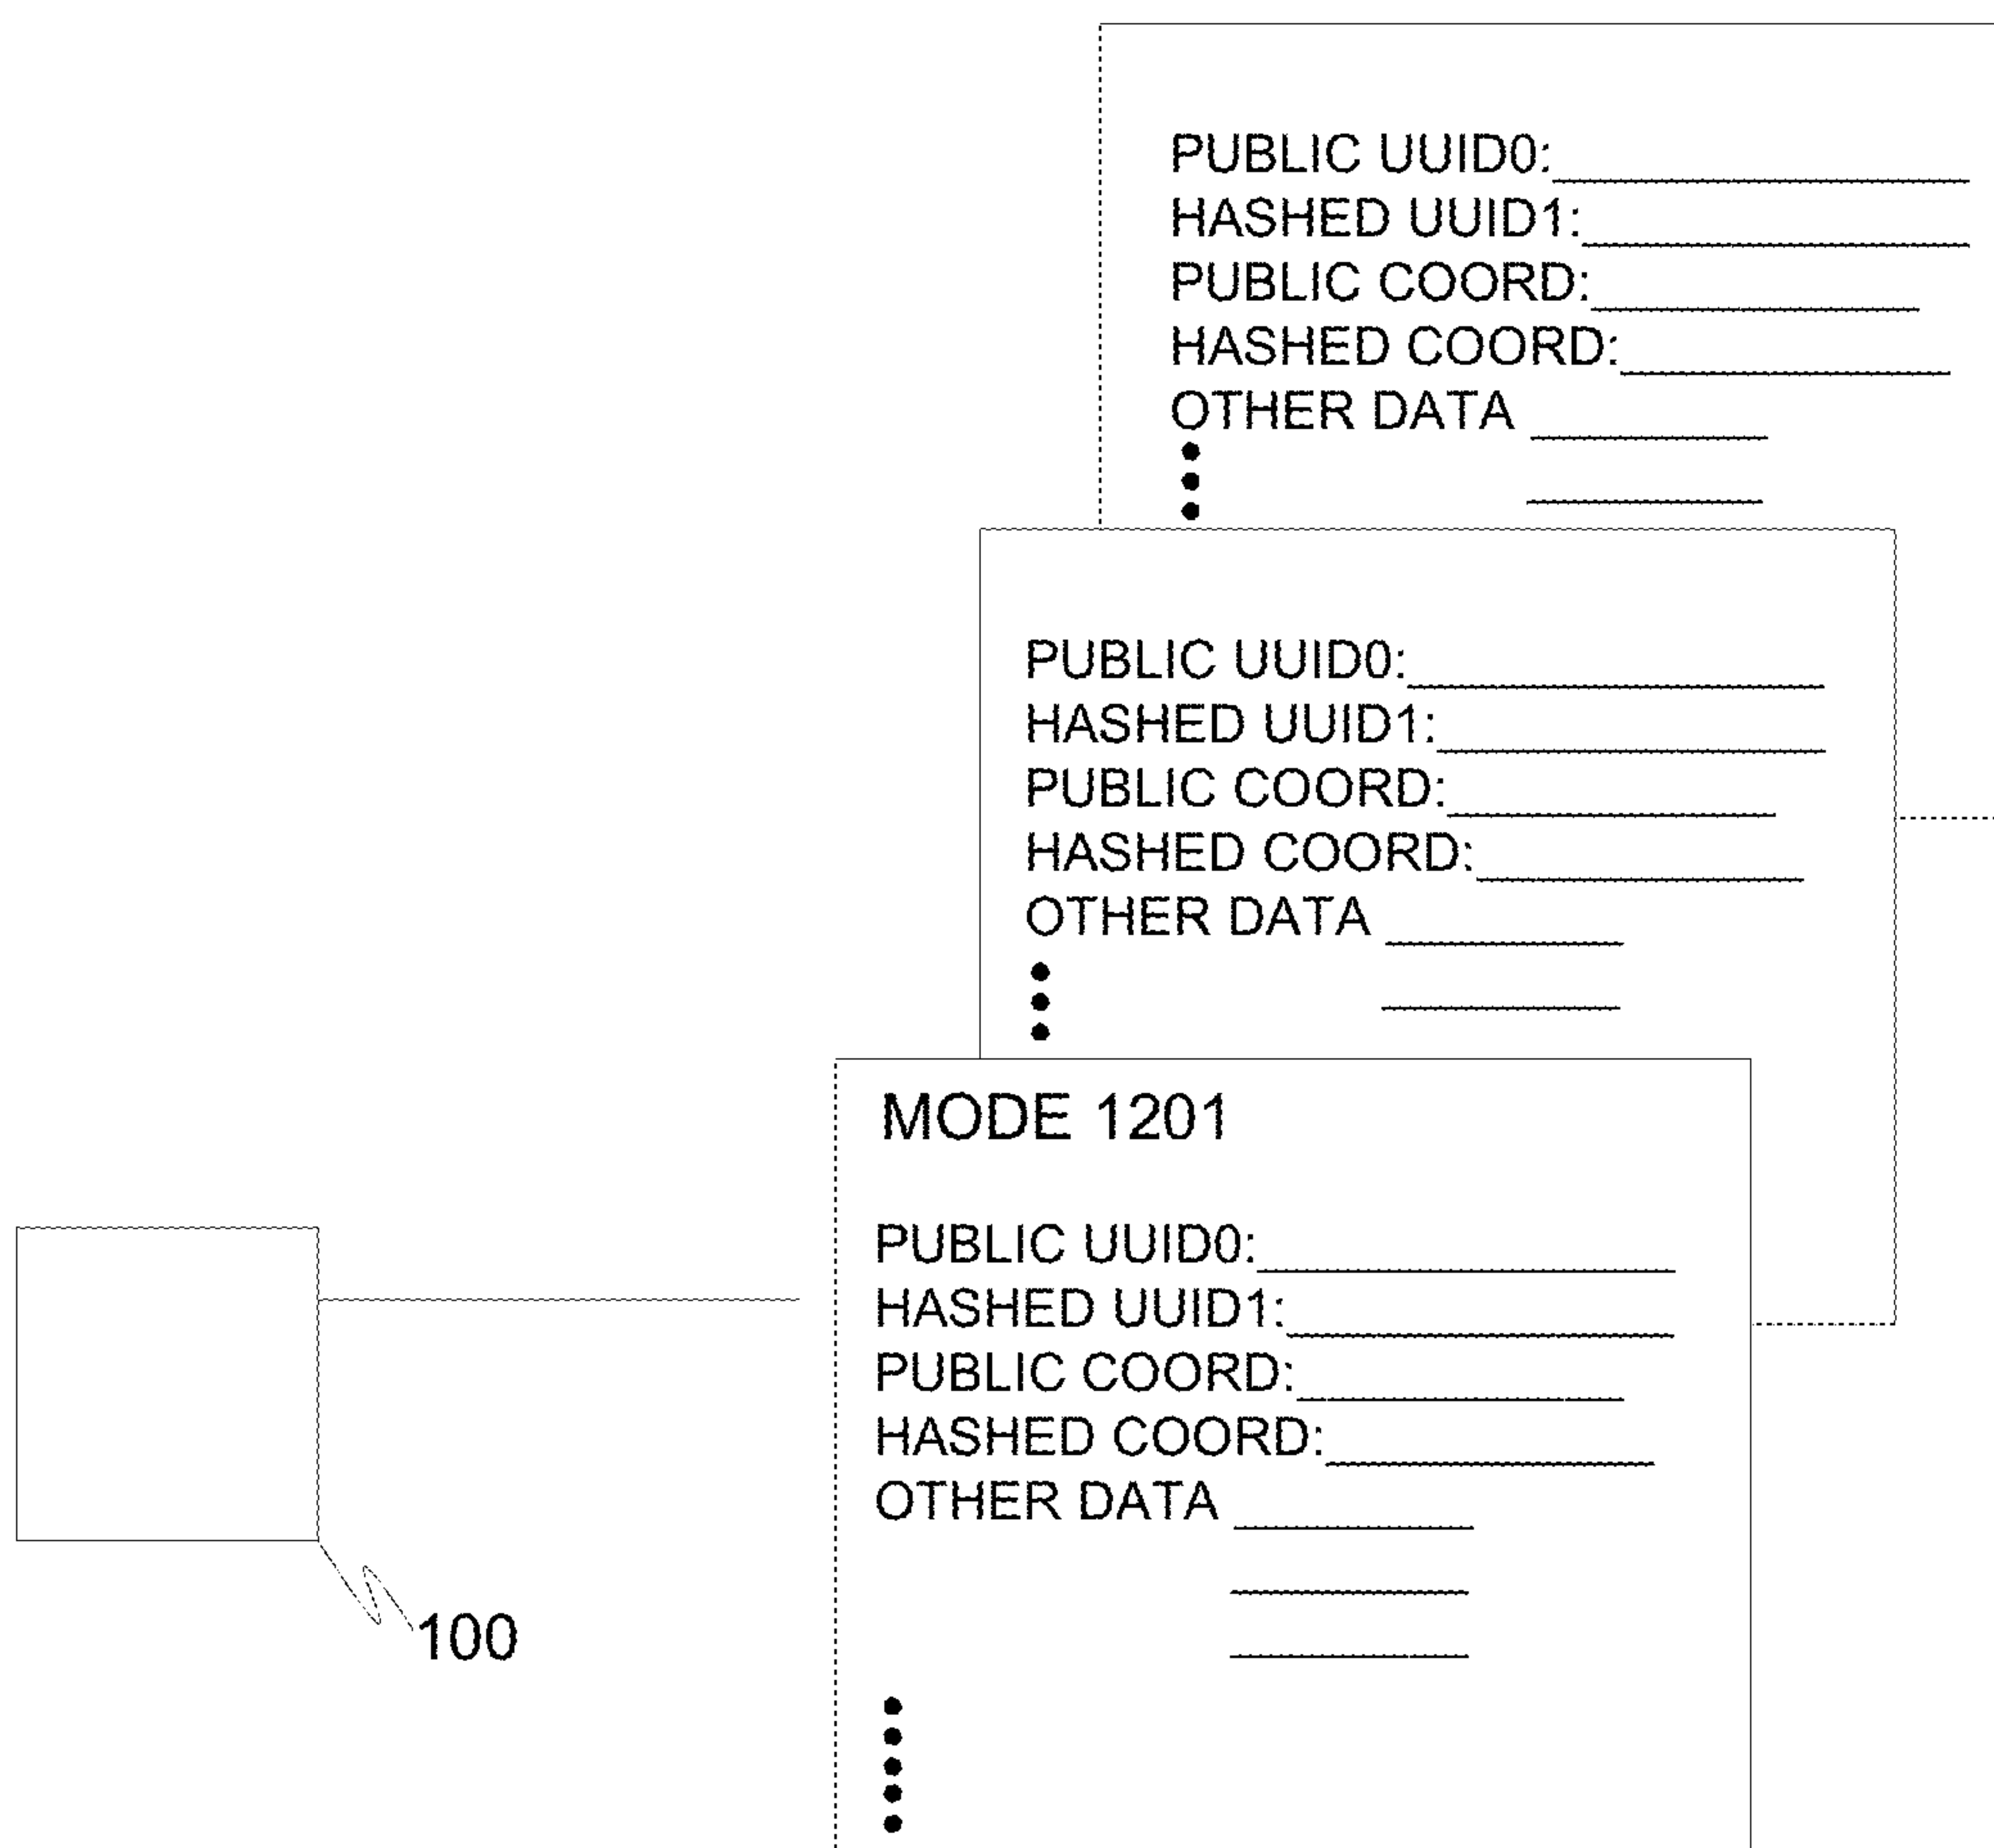 PUBLIC UUID0:
HASHED UUID1:
PUBLIC COORD:
HASHED COORD:
OTHER DATA
PUBLIC UUID0:
HASHED UUID1:
PUBLIC COORD:
HASHED COORD:
OTHER DATA
MODE 1201
PUBLIC UUID0:
HASHED UUID1:
PUBLIC COORD:
HASHED COORD:
OTHER DATA
100